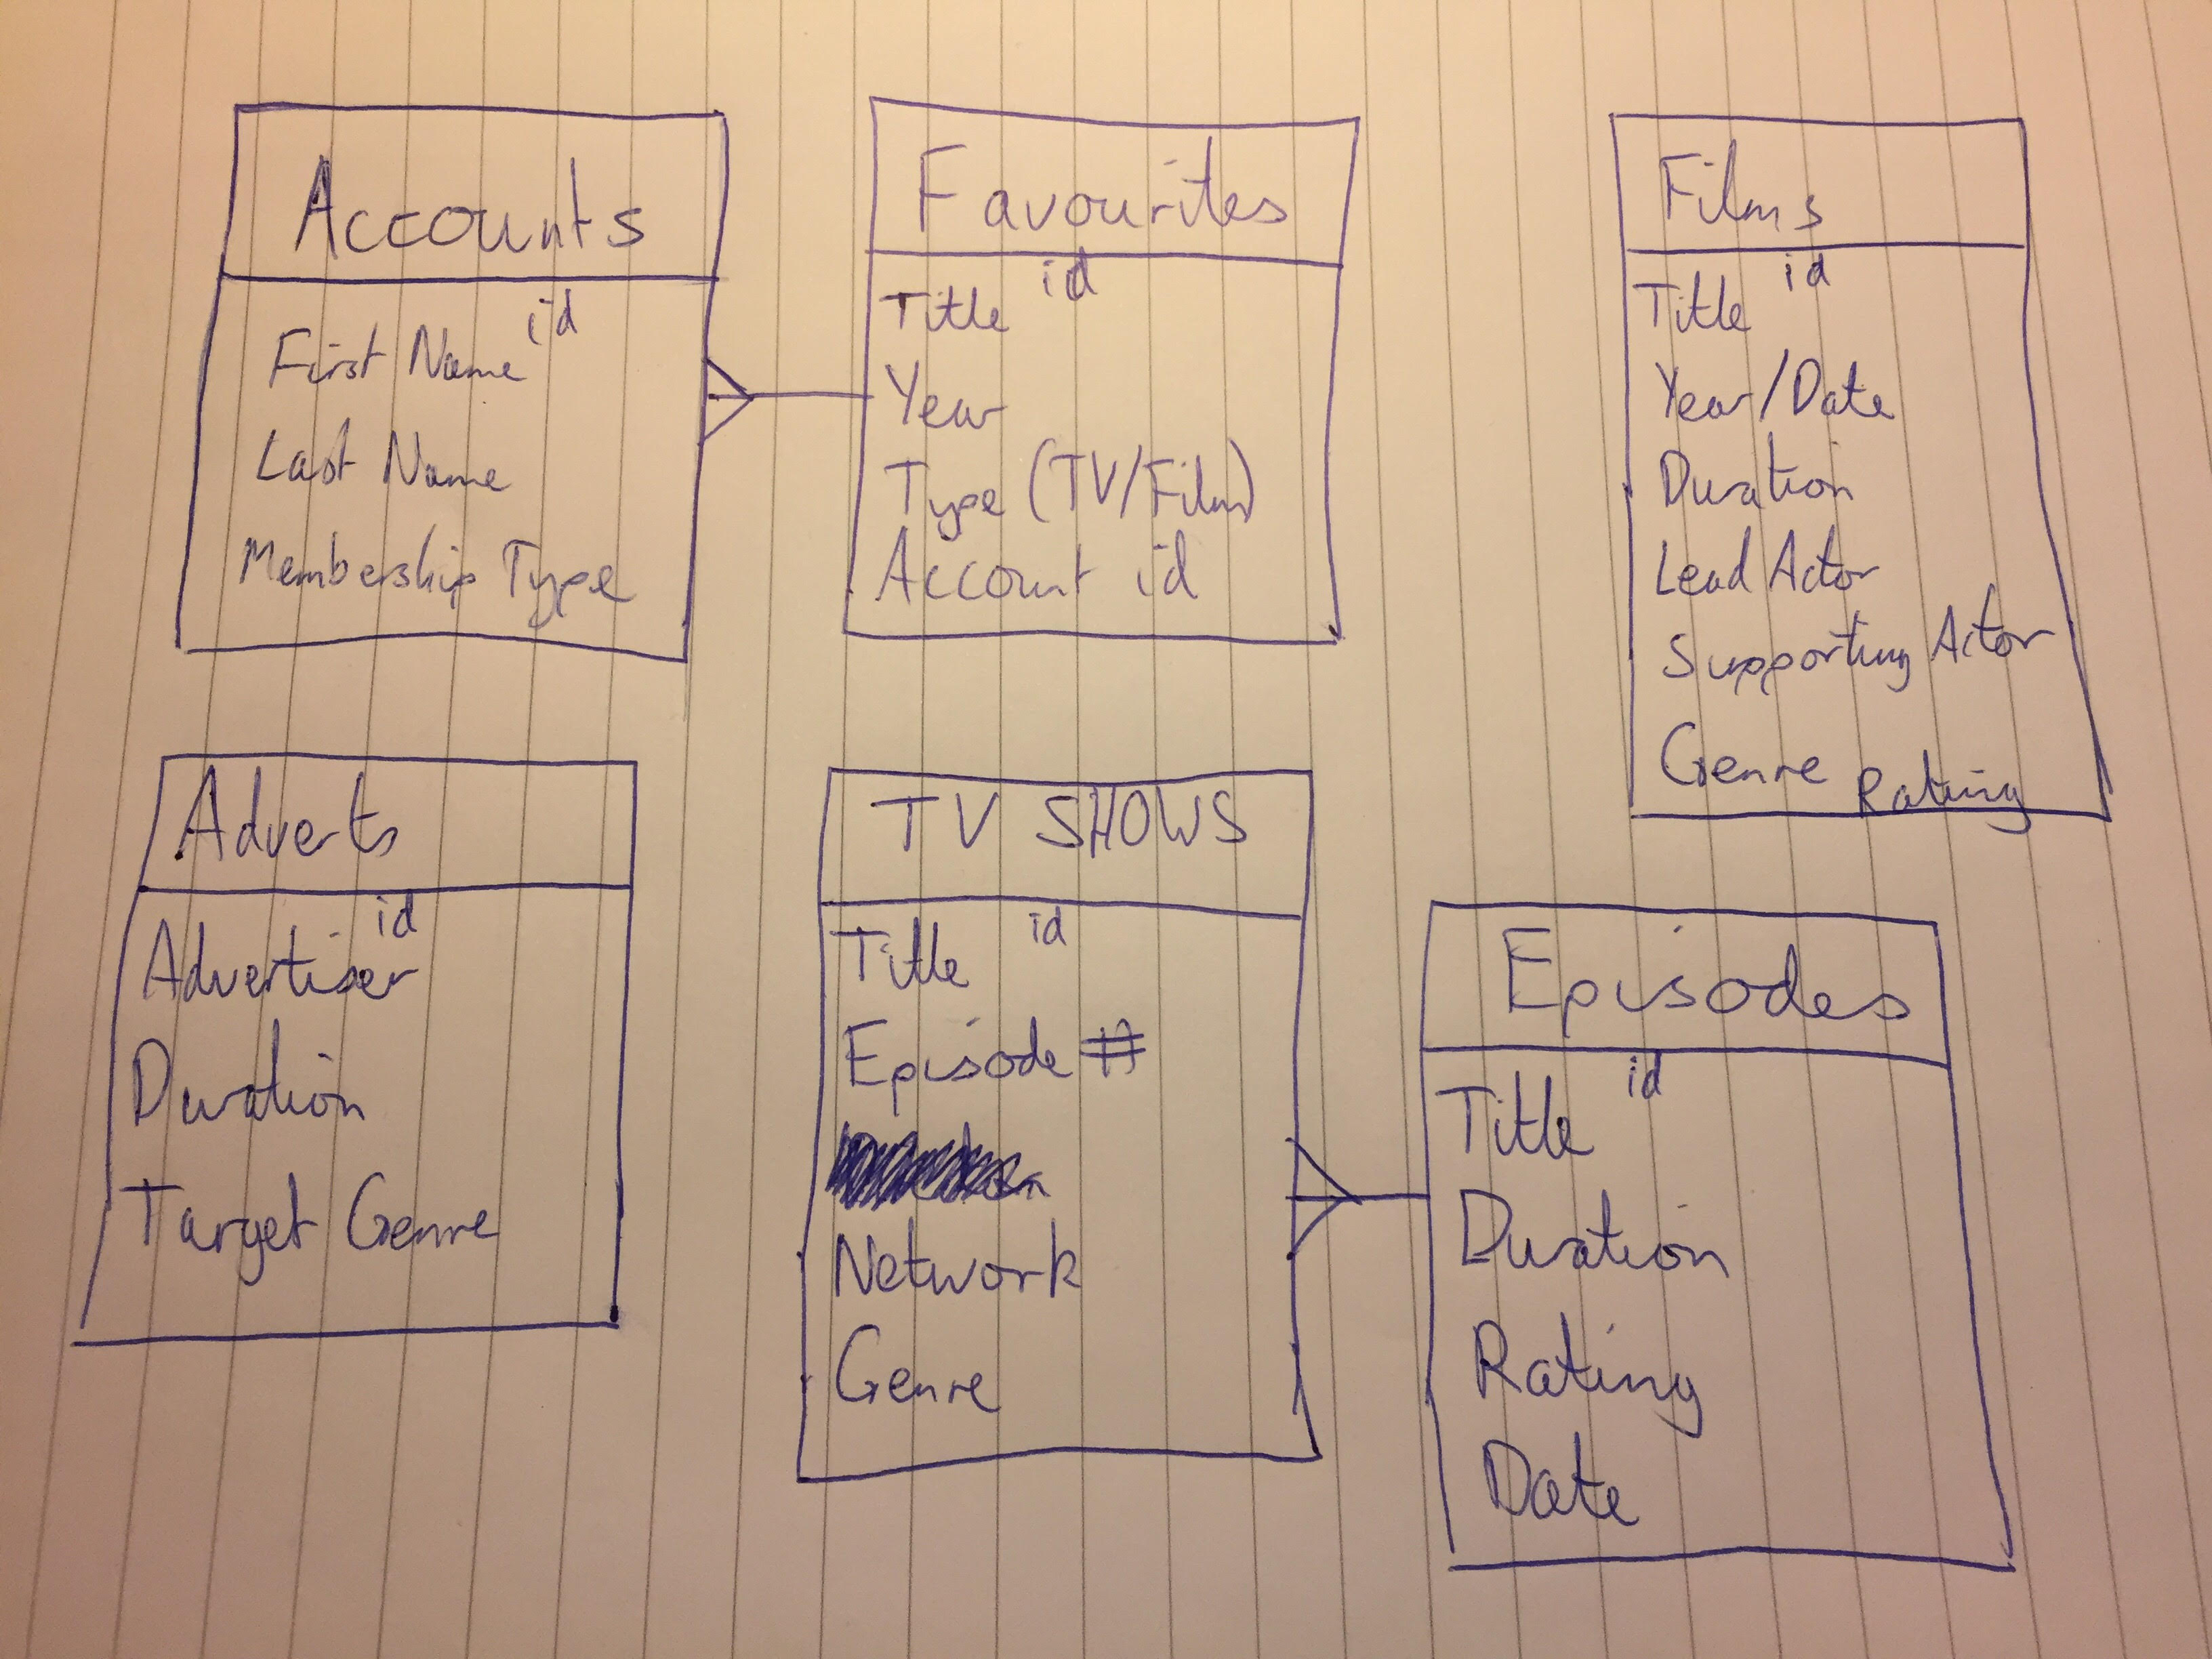 Accounts
id
First Name
Last Name
Membership Type
Favourites
id
Title
Year
Type (TV/Film)
Account id
Films
id
Title
Year/Date
Duration
Lead Actor
Supporting Actor
Genre Rating
Adverts
id
Advertiser
Duration
Target Genre
TV SHOWS
id
Title
Episode #
Network
Genre
Episodes
id
Title
Duration
Rating
Date